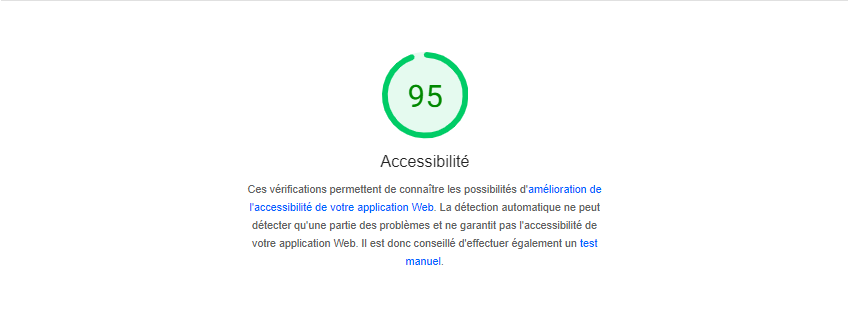 95
Accessibilité
Ces vérifications permettent de connaître les possibilités d'amélioration de
l'accessibilité de votre application Web. La détection automatique ne peut
détecter qu'une partie des problèmes et ne garantit pas l'accessibilité de
votre application Web. Il est donc conseillé d'effectuer également un test
manuel.